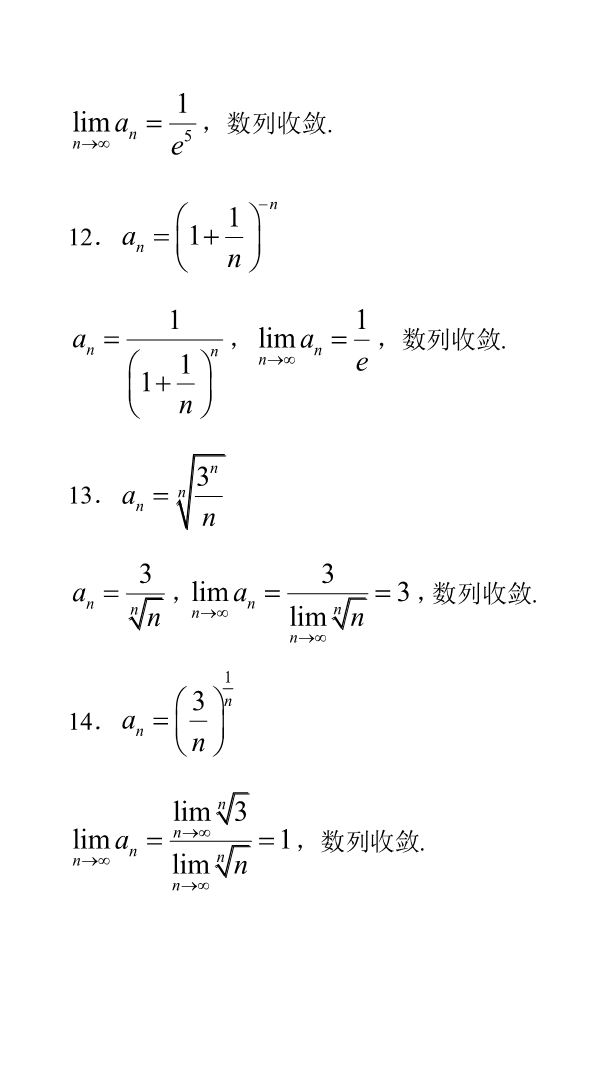 $\lim_{n\to\infty} a_n = \frac{1}{e^5}$，数列收敛.
12． $a_n = \left(1+\frac{1}{n}\right)^{-n}$
$a_n = \frac{1}{\left(1+\frac{1}{n}\right)^n}$，$\lim_{n\to\infty} a_n = \frac{1}{e}$，数列收敛.
13． $a_n = \sqrt[n]{\frac{3^n}{n}}$
$a_n = \frac{3}{\sqrt[n]{n}}$，$\lim_{n\to\infty} a_n = \frac{3}{\lim_{n\to\infty} \sqrt[n]{n}} = 3$，数列收敛.
14． $a_n = \left(\frac{3}{n}\right)^{\frac{1}{n}}$
$\lim_{n\to\infty} a_n = \frac{\lim_{n\to\infty} \sqrt[n]{3}}{\lim_{n\to\infty} \sqrt[n]{n}} = 1$，数列收敛.